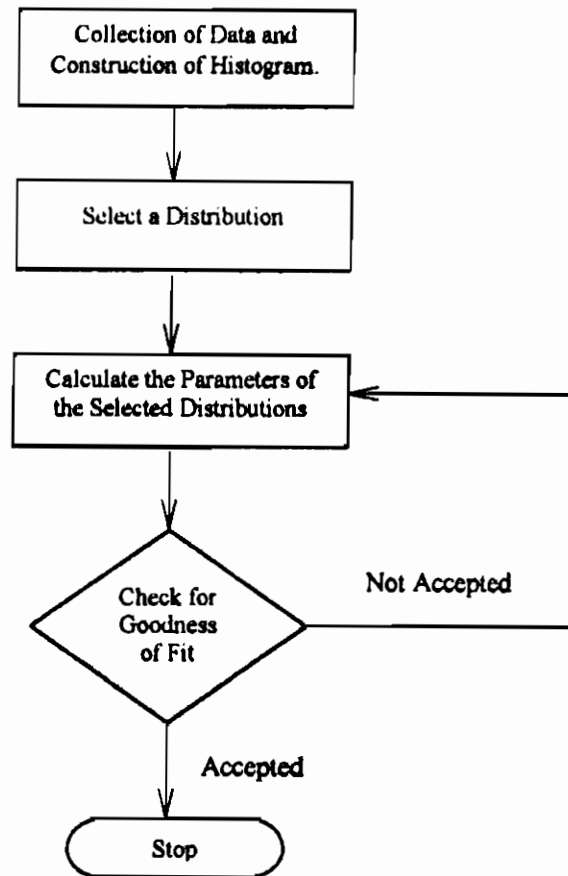 Collection of Data and
Construction of Histogram.
Select a Distribution
Calculate the Parameters of
the Selected Distributions
Check for
Goodness
of Fit
Not Accepted
Accepted
Stop